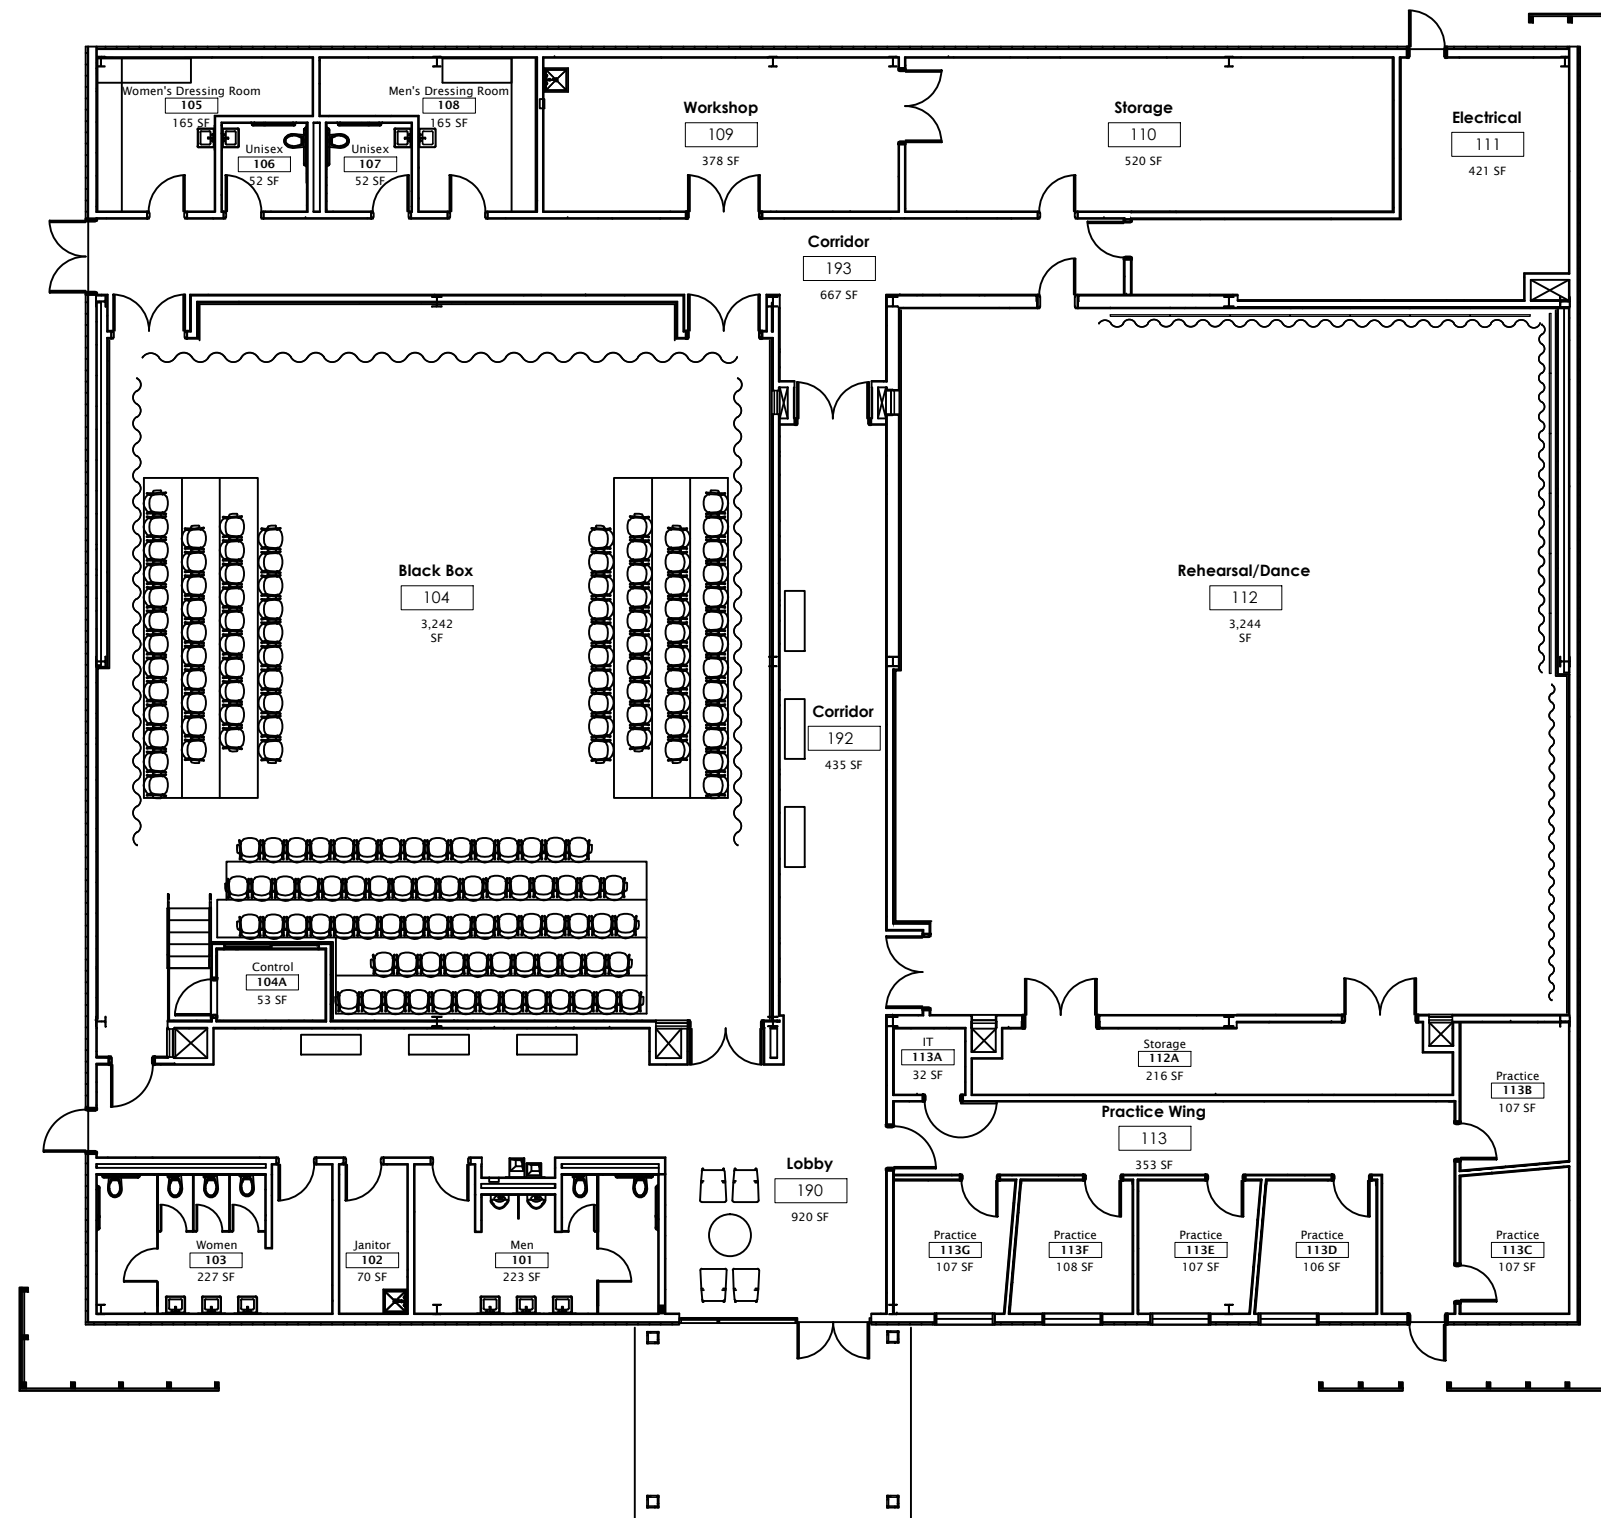 Women's Dressing Room
105
165 SF
Men's Dressing Room
108
165 SF
Unisex
106
52 SF
Unisex
107
52 SF
Workshop
109
378 SF
Storage
110
520 SF
Electrical
111
421 SF
Corridor
193
667 SF
Black Box
104
3,242
SF
Rehearsal/Dance
112
3,244
SF
Corridor
192
435 SF
Control
104A
53 SF
IT
113A
32 SF
Storage
112A
216 SF
Practice
113B
107 SF
Practice Wing
113
353 SF
Lobby
190
920 SF
Women
103
227 SF
Janitor
102
70 SF
Men
101
223 SF
Practice
113G
107 SF
Practice
113F
108 SF
Practice
113E
107 SF
Practice
113D
106 SF
Practice
113C
107 SF